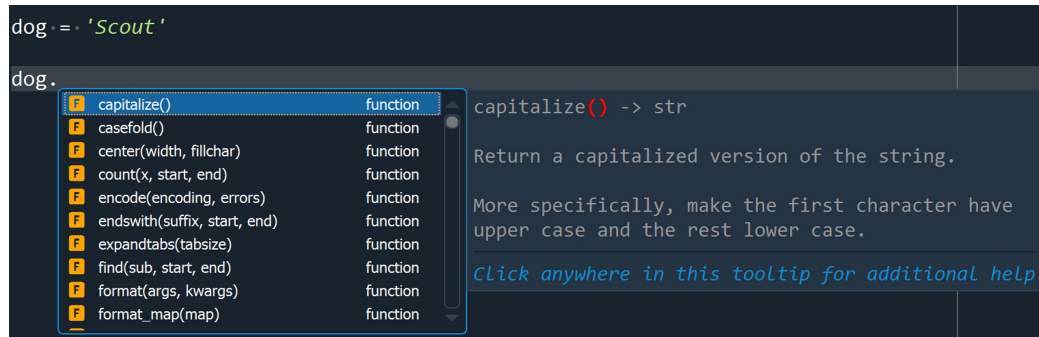 dog = 'Scout'
dog.
F capitalize() function
F casefold() function
F center(width, fillchar) function
F count(x, start, end) function
F encode(encoding, errors) function
F endswith(suffix, start, end) function
F expandtabs(tabsize) function
F find(sub, start, end) function
F format(args, kwargs) function
F format_map(map) function
capitalize() -> str
Return a capitalized version of the string.
More specifically, make the first character have
upper case and the rest lower case.
Click anywhere in this tooltip for additional help